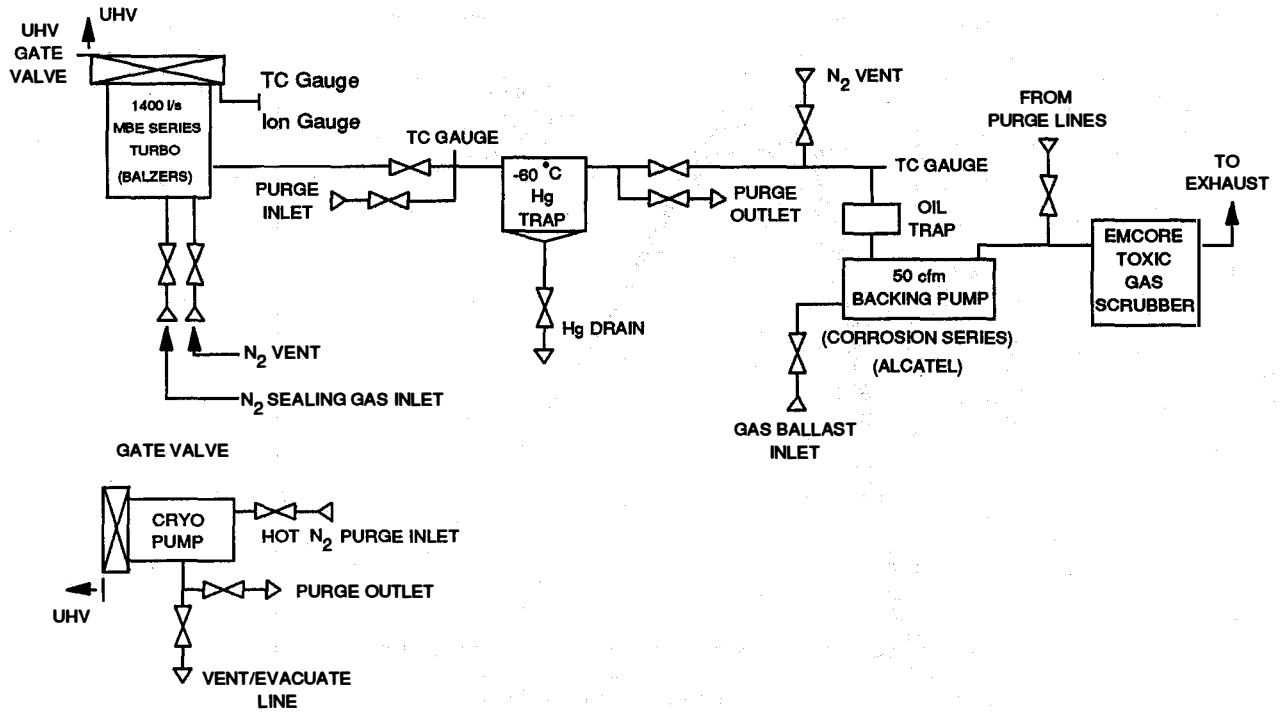 UHV
UHV
GATE
VALVE
TC Gauge
Ion Gauge
1400 l/s
MBE SERIES
TURBO
(BALZERS)
N2 VENT
N2 SEALING GAS INLET
PURGE
INLET
TC GAUGE
-60 °C
Hg
TRAP
Hg DRAIN
PURGE
OUTLET
N2 VENT
TC GAUGE
OIL
TRAP
50 cfm
BACKING PUMP
(CORROSION SERIES)
(ALCATEL)
GAS BALLAST
INLET
FROM
PURGE LINES
TO
EXHAUST
EMCORE
TOXIC
GAS
SCRUBBER
GATE VALVE
CRYO
PUMP
HOT N2 PURGE INLET
PURGE OUTLET
UHV
VENT/EVACUATE
LINE